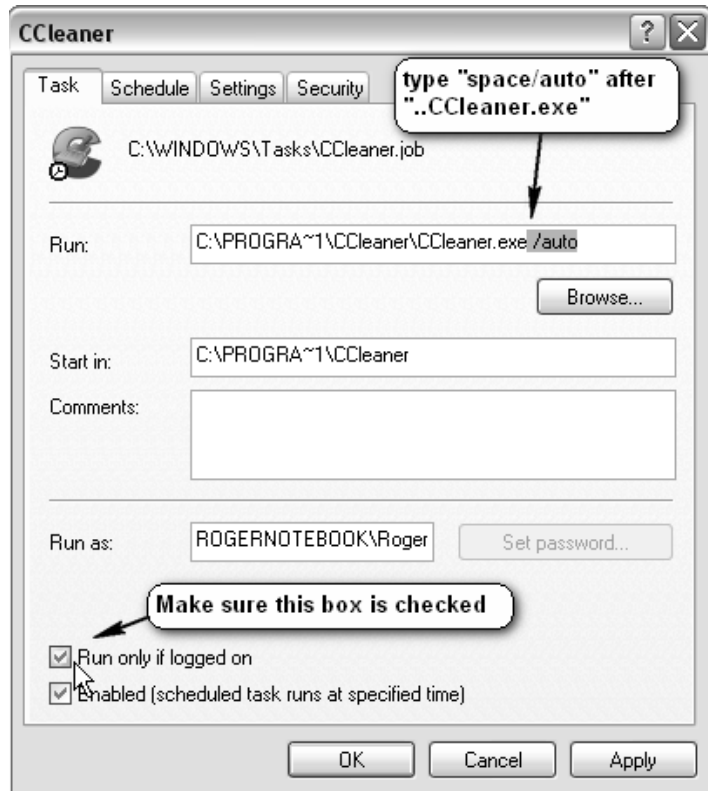 CCleaner
Task Schedule Settings Security
type "space/auto" after
"..CCleaner.exe"
C:\WINDOWS\Tasks\CCleaner.job
Run: C:\PROGRA~1\CCleaner\CCleaner.exe /auto
Browse...
Start in: C:\PROGRA~1\CCleaner
Comments:
Run as: ROGERNOTEBOOK\Roger Set password...
Make sure this box is checked
Run only if logged on
Enabled (scheduled task runs at specified time)
OK Cancel Apply